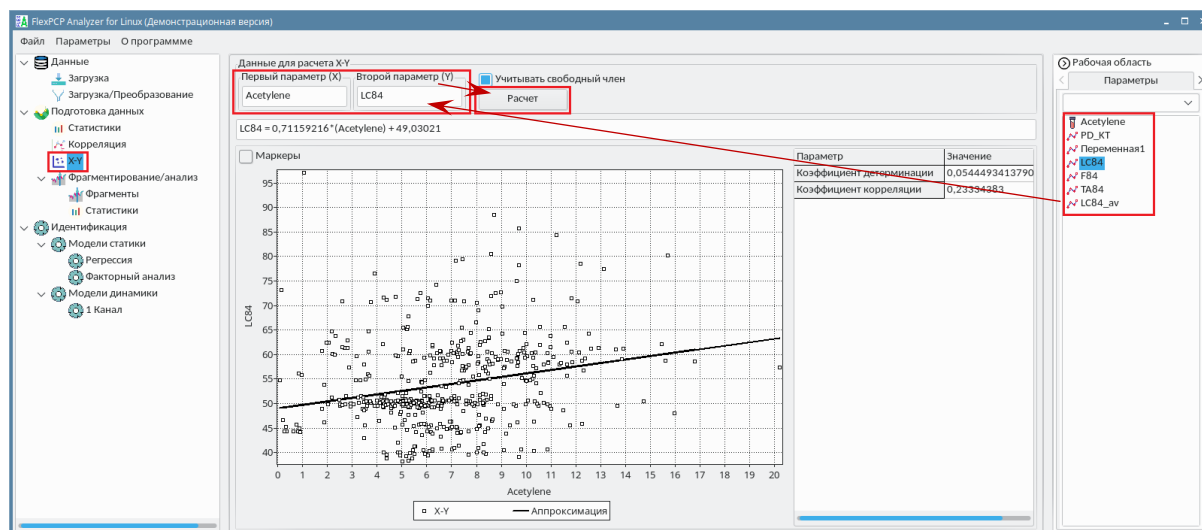 FlexPCP Analyzer for Linux (Демонстрационная версия)
Файл Параметры О программме
Данные
Загрузка
Загрузка/Преобразование
Подготовка данных
Статистики
Корреляция
X-Y
Фрагментирование/анализ
Фрагменты
Статистики
Идентификация
Модели статики
Регрессия
Факторный анализ
Модели динамики
1 Канал
Данные для расчета X-Y
Первый параметр (X) Второй параметр (Y) Учитывать свободный член
Acetylene LC84 Расчет
LC84 = 0,71159216*(Acetylene) + 49,03021
Маркеры
95
90
85
80
75
70
65
60
55
50
45
40
LC84
0 1 2 3 4 5 6 7 8 9 10 11 12 13 14 15 16 17 18 19 20
Acetylene
X-Y Аппроксимация
Параметр Значение
Коэффициент детерминации 0,0544493413790
Коэффициент корреляции 0,23334383
Рабочая область
Параметры
Acetylene
PD_KT
Переменная1
LC84
F84
TA84
LC84_av